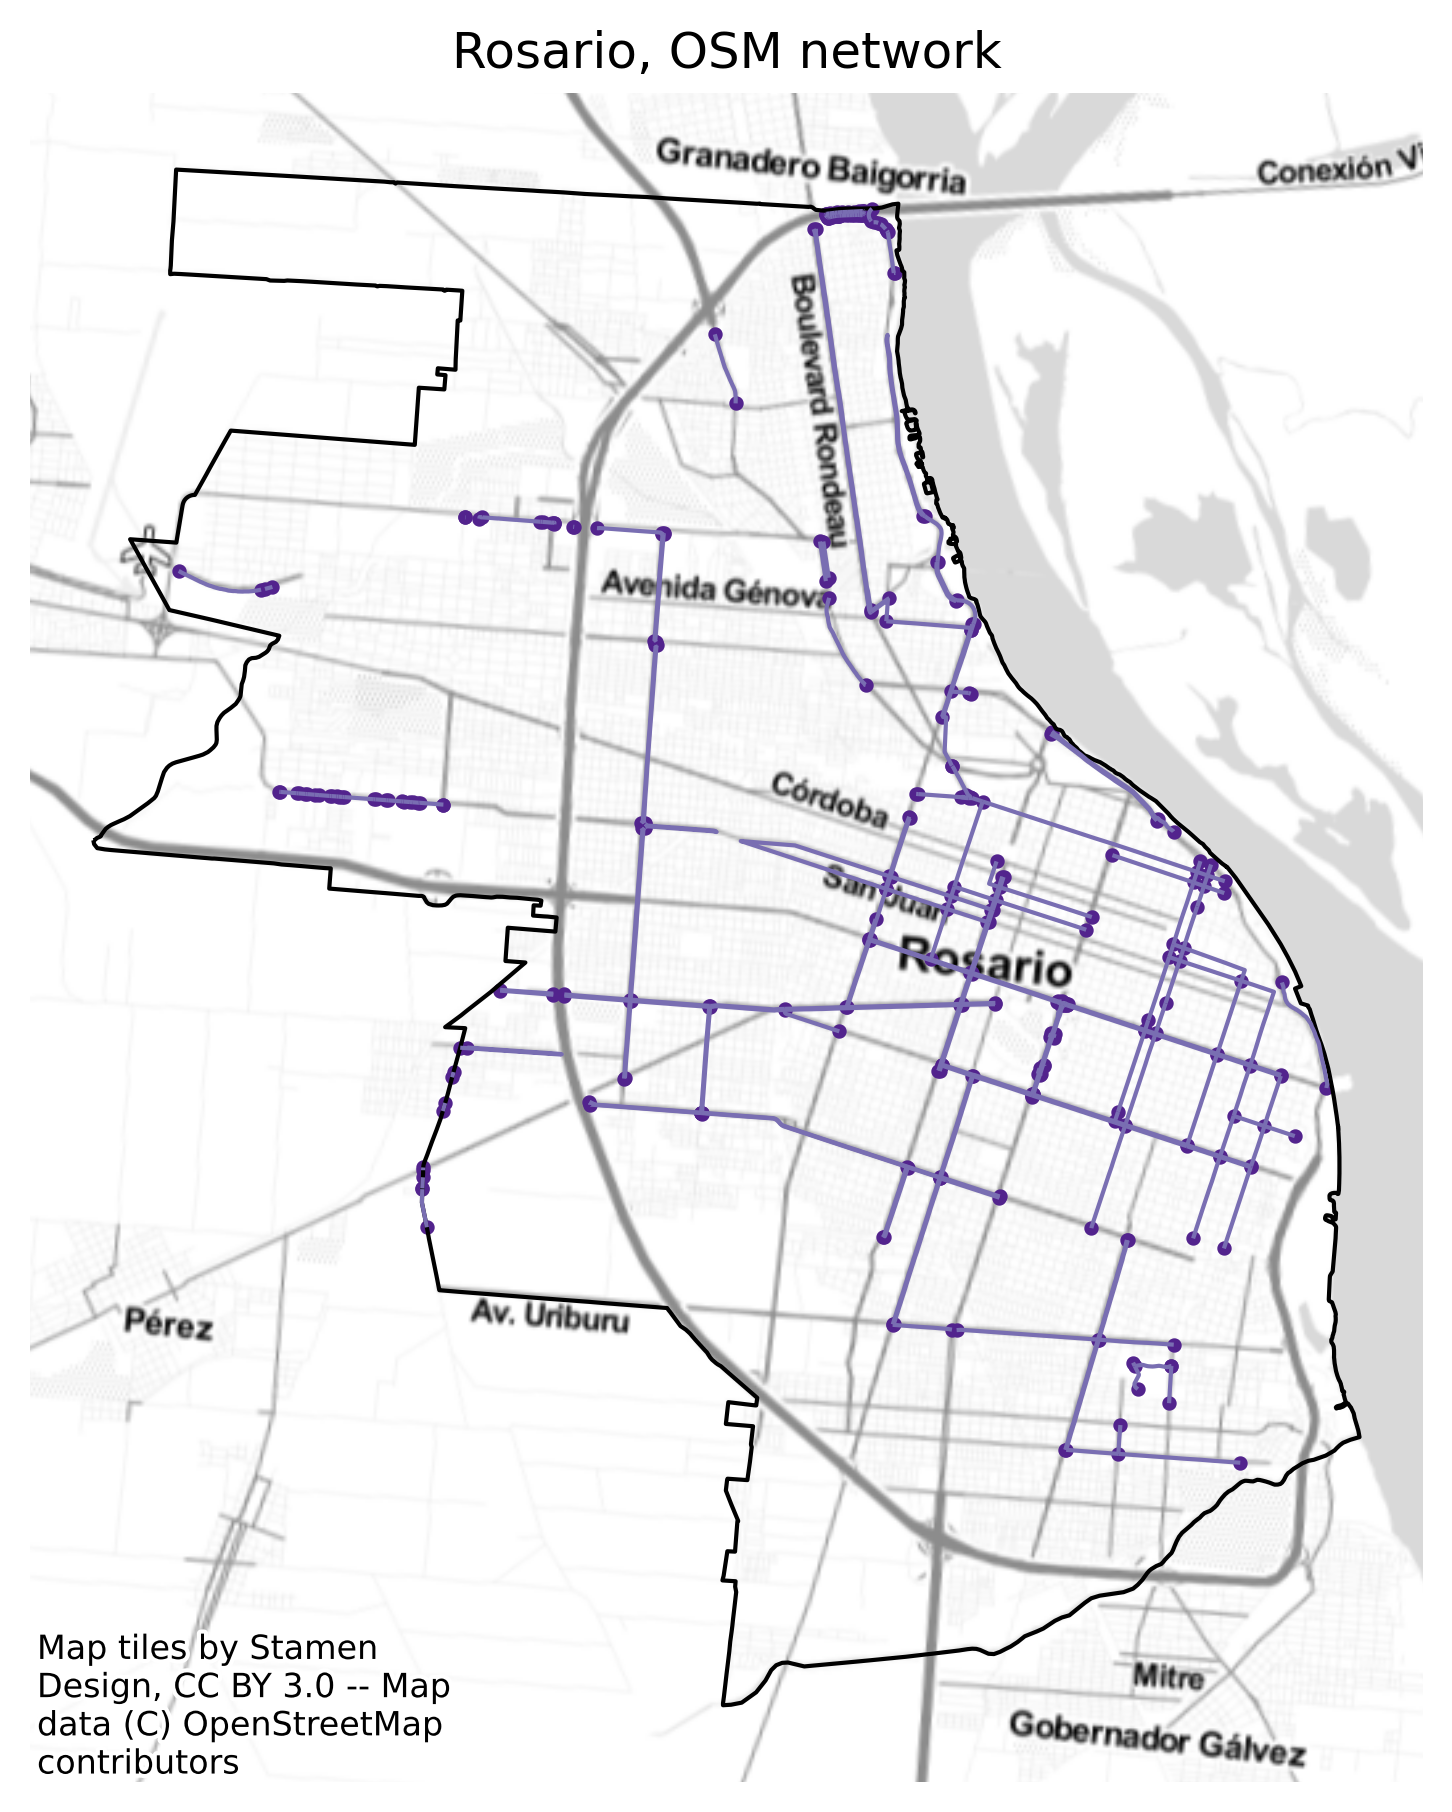 Rosario, OSM network
Granadero Baigorria
Conexión Vi
Boulevard Rondeau
Avenida Génova
Córdoba
San Juan
Rosario
Pérez
Av. Uriburu
Map tiles by Stamen
Design, CC BY 3.0 -- Map
data (C) OpenStreetMap
contributors
Mitre
Gobernador Gálvez